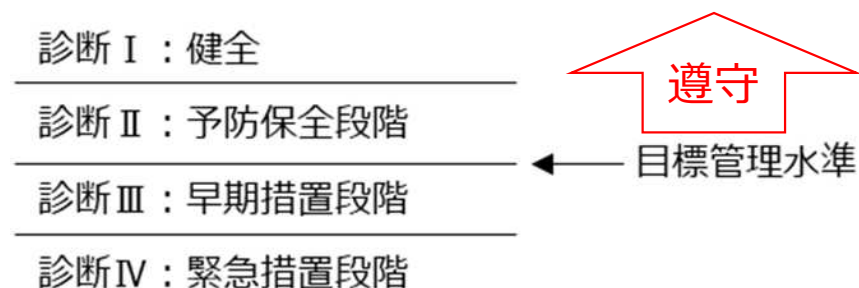 診断Ⅰ：健全
遵守
診断Ⅱ：予防保全段階
目標管理水準
診断Ⅲ：早期措置段階
診断Ⅳ：緊急措置段階